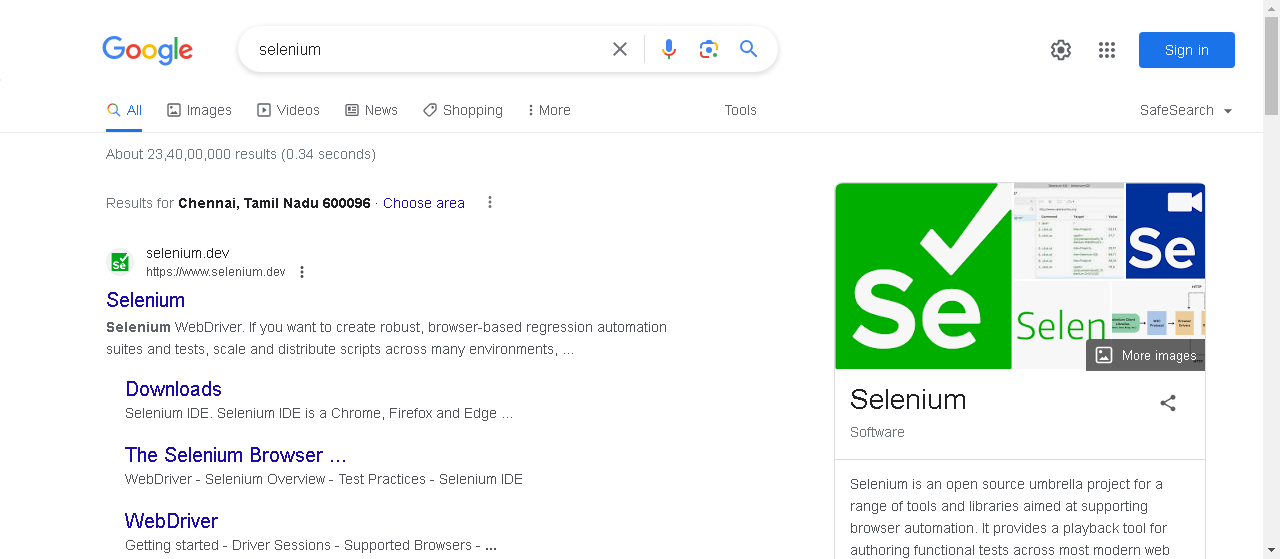 Google
selenium
Sign in
All
Images
Videos
News
Shopping
More
Tools
SafeSearch
About 23,40,00,000 results (0.34 seconds)
Results for Chennai, Tamil Nadu 600096 · Choose area
selenium.dev
https://www.selenium.dev
Selenium
Selenium WebDriver. If you want to create robust, browser-based regression automation
suites and tests, scale and distribute scripts across many environments, ...
Downloads
Selenium IDE. Selenium IDE is a Chrome, Firefox and Edge ...
The Selenium Browser ...
WebDriver - Selenium Overview - Test Practices - Selenium IDE
WebDriver
Getting started - Driver Sessions - Supported Browsers - ...
Se
Se
Selen
More images
Selenium
Software
Selenium is an open source umbrella project for a
range of tools and libraries aimed at supporting
browser automation. It provides a playback tool for
authoring functional tests across most modern web